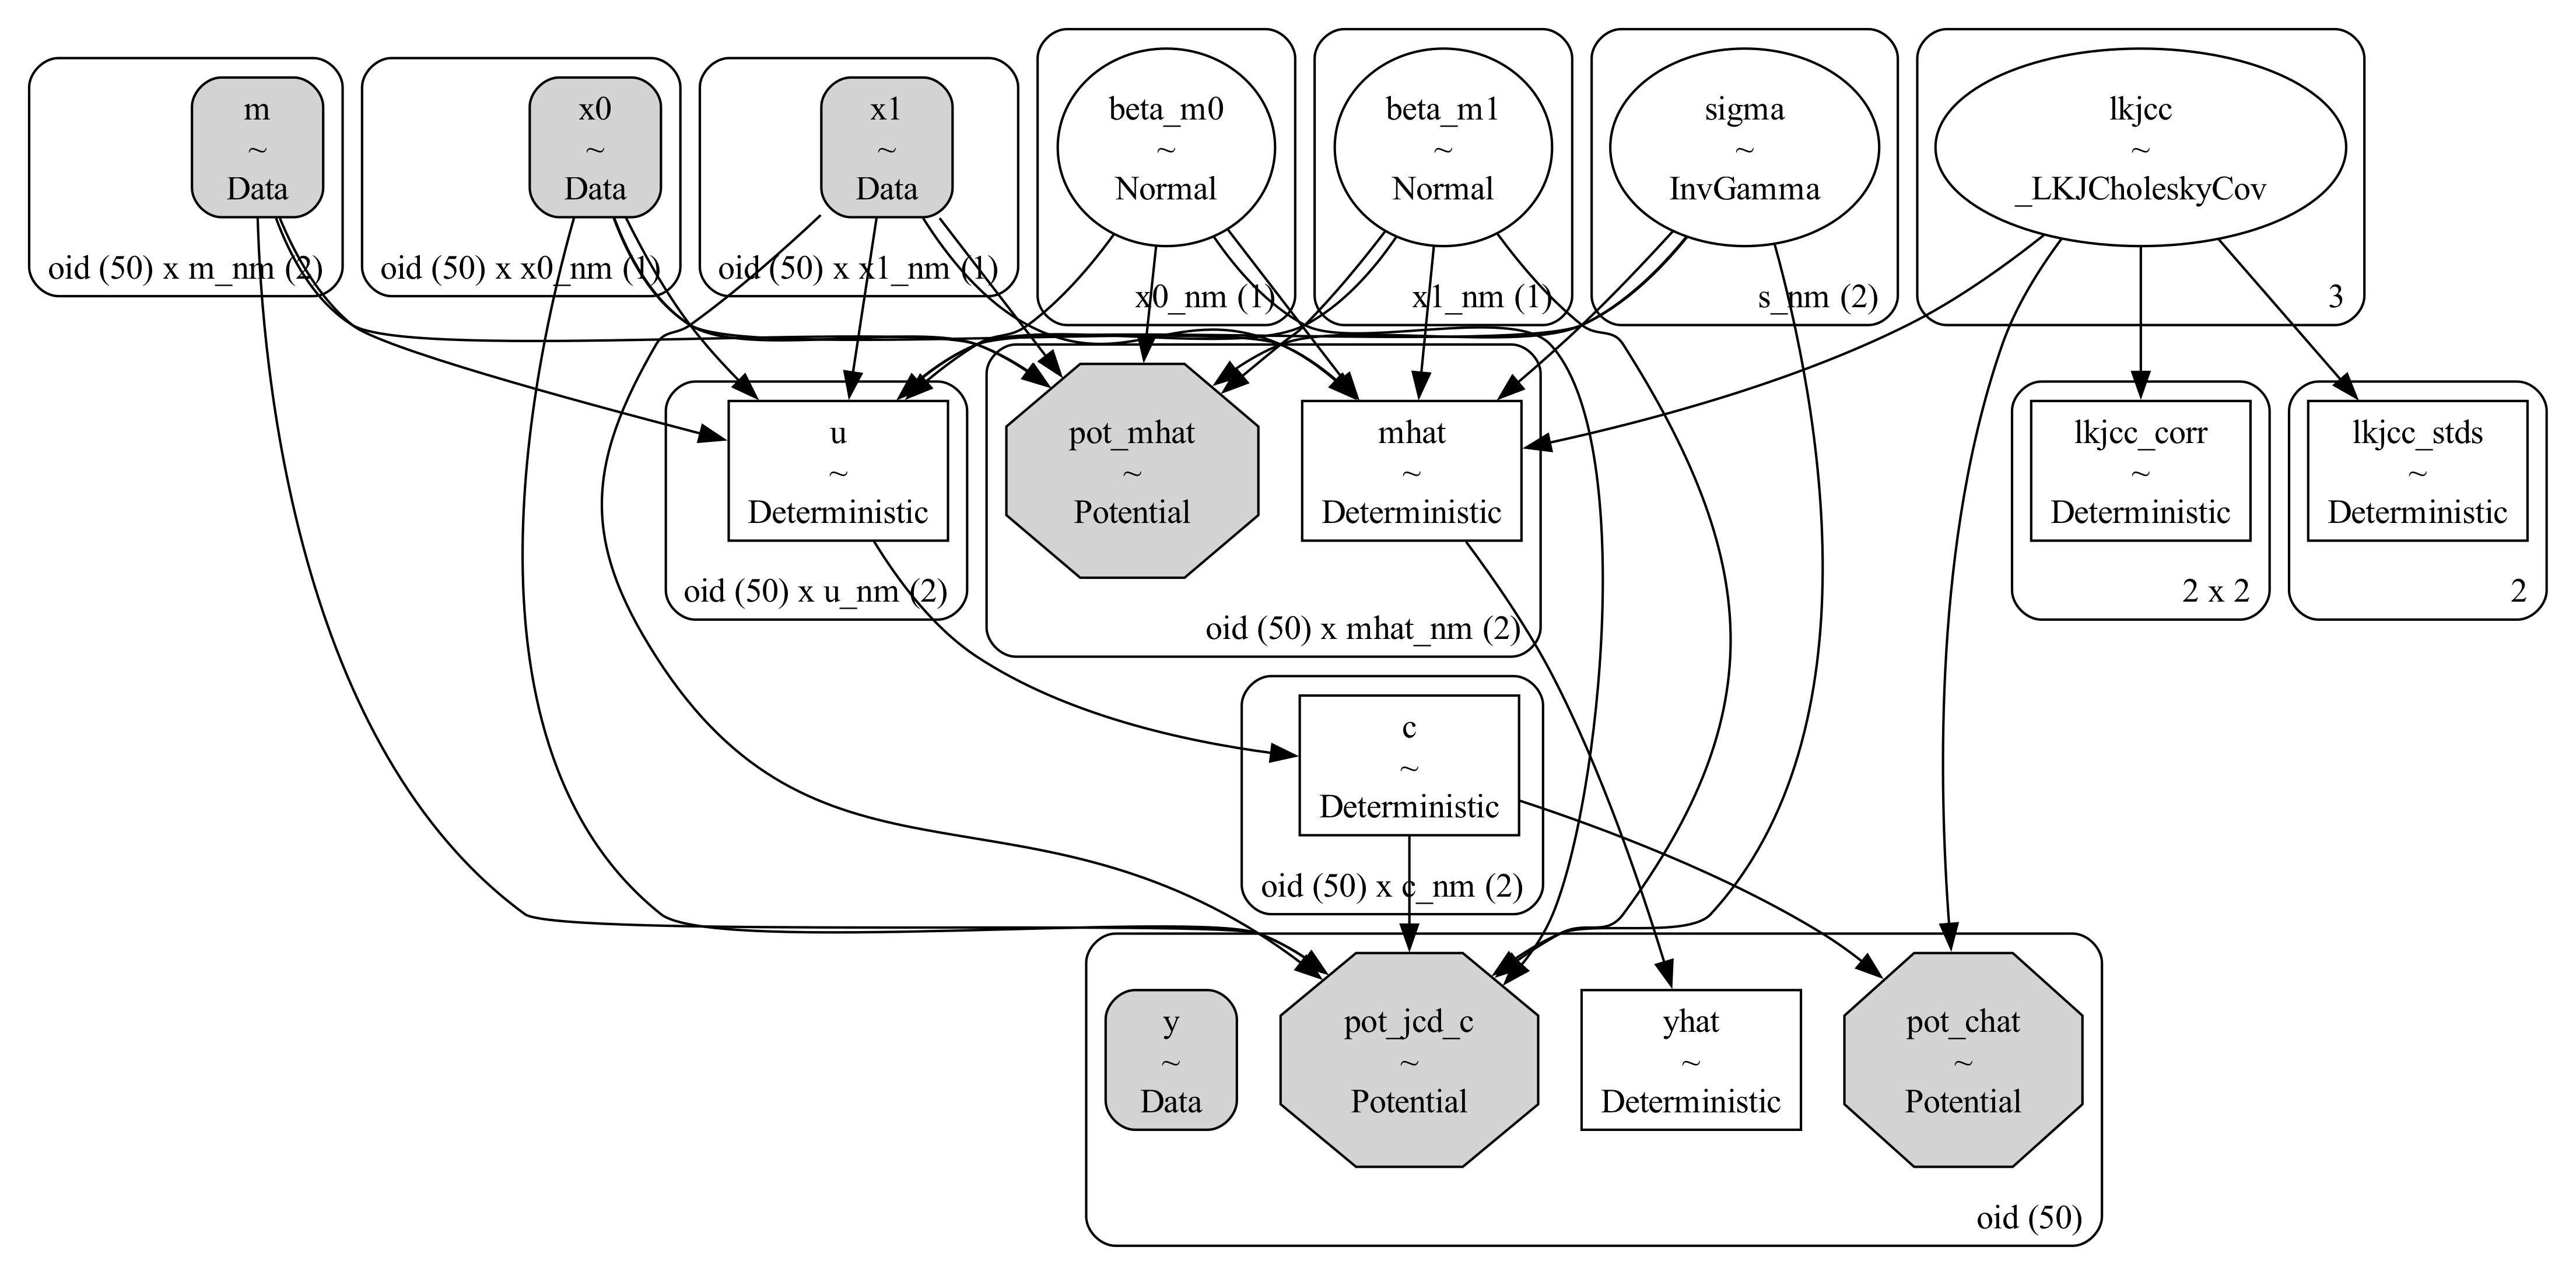 m
~
Data
oid (50) x m_nm (2)
x0
~
Data
oid (50) x x0_nm (1)
x1
~
Data
oid (50) x x1_nm (1)
beta_m0
~
Normal
x0_nm (1)
beta_m1
~
Normal
x1_nm (1)
sigma
~
InvGamma
s_nm (2)
lkjcc
~
_LKJCholeskyCov
3
u
~
Deterministic
oid (50) x u_nm (2)
pot_mhat
~
Potential
mhat
~
Deterministic
oid (50) x mhat_nm (2)
lkjcc_corr
~
Deterministic
2 x 2
lkjcc_stds
~
Deterministic
2
c
~
Deterministic
oid (50) x c_nm (2)
y
~
Data
pot_jcd_c
~
Potential
yhat
~
Deterministic
pot_chat
~
Potential
oid (50)